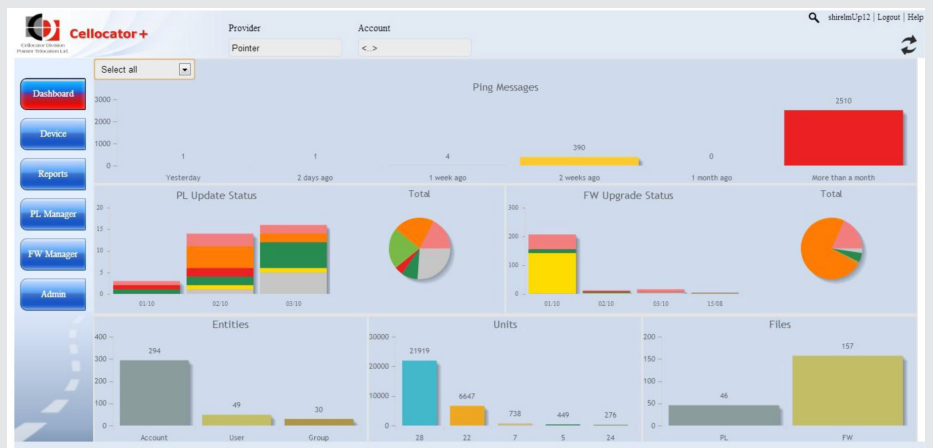 shirelmUp12 | Logout | Help
Cellocator +
Cellocator Division
Pointer Telocation Ltd.
Provider
Account
Pointer
<..>
Select all
Dashboard
Device
Reports
PL Manager
FW Manager
Admin
Ping Messages
3000
2000
1000
0
1
1
4
390
0
2510
Yesterday
2 days ago
1 week ago
2 weeks ago
1 month ago
More than a month
PL Update Status
Total
20
15
10
5
0
01/10
02/10
03/10
FW Upgrade Status
Total
300
200
100
0
01/10
02/10
03/10
15/08
Entities
400
300
200
100
0
294
49
30
Account
User
Group
Units
30000
20000
10000
0
21919
6647
738
449
276
28
22
7
5
24
Files
200
150
100
50
0
46
157
PL
FW